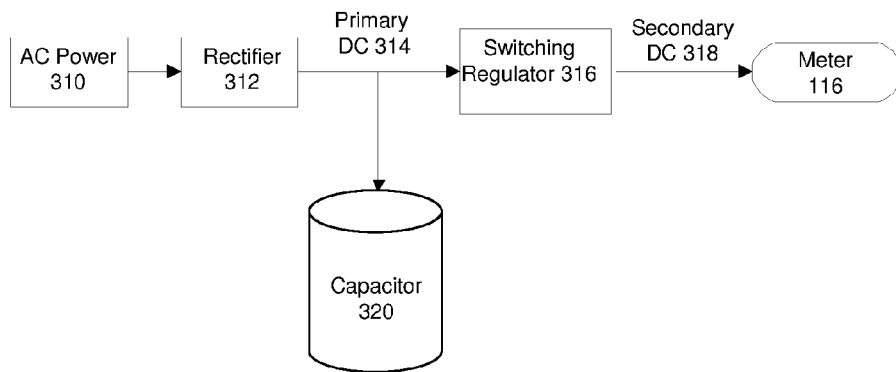 AC Power
310
Rectifier
312
Primary
DC 314
Switching
Regulator 316
Secondary
DC 318
Meter
116
Capacitor
320